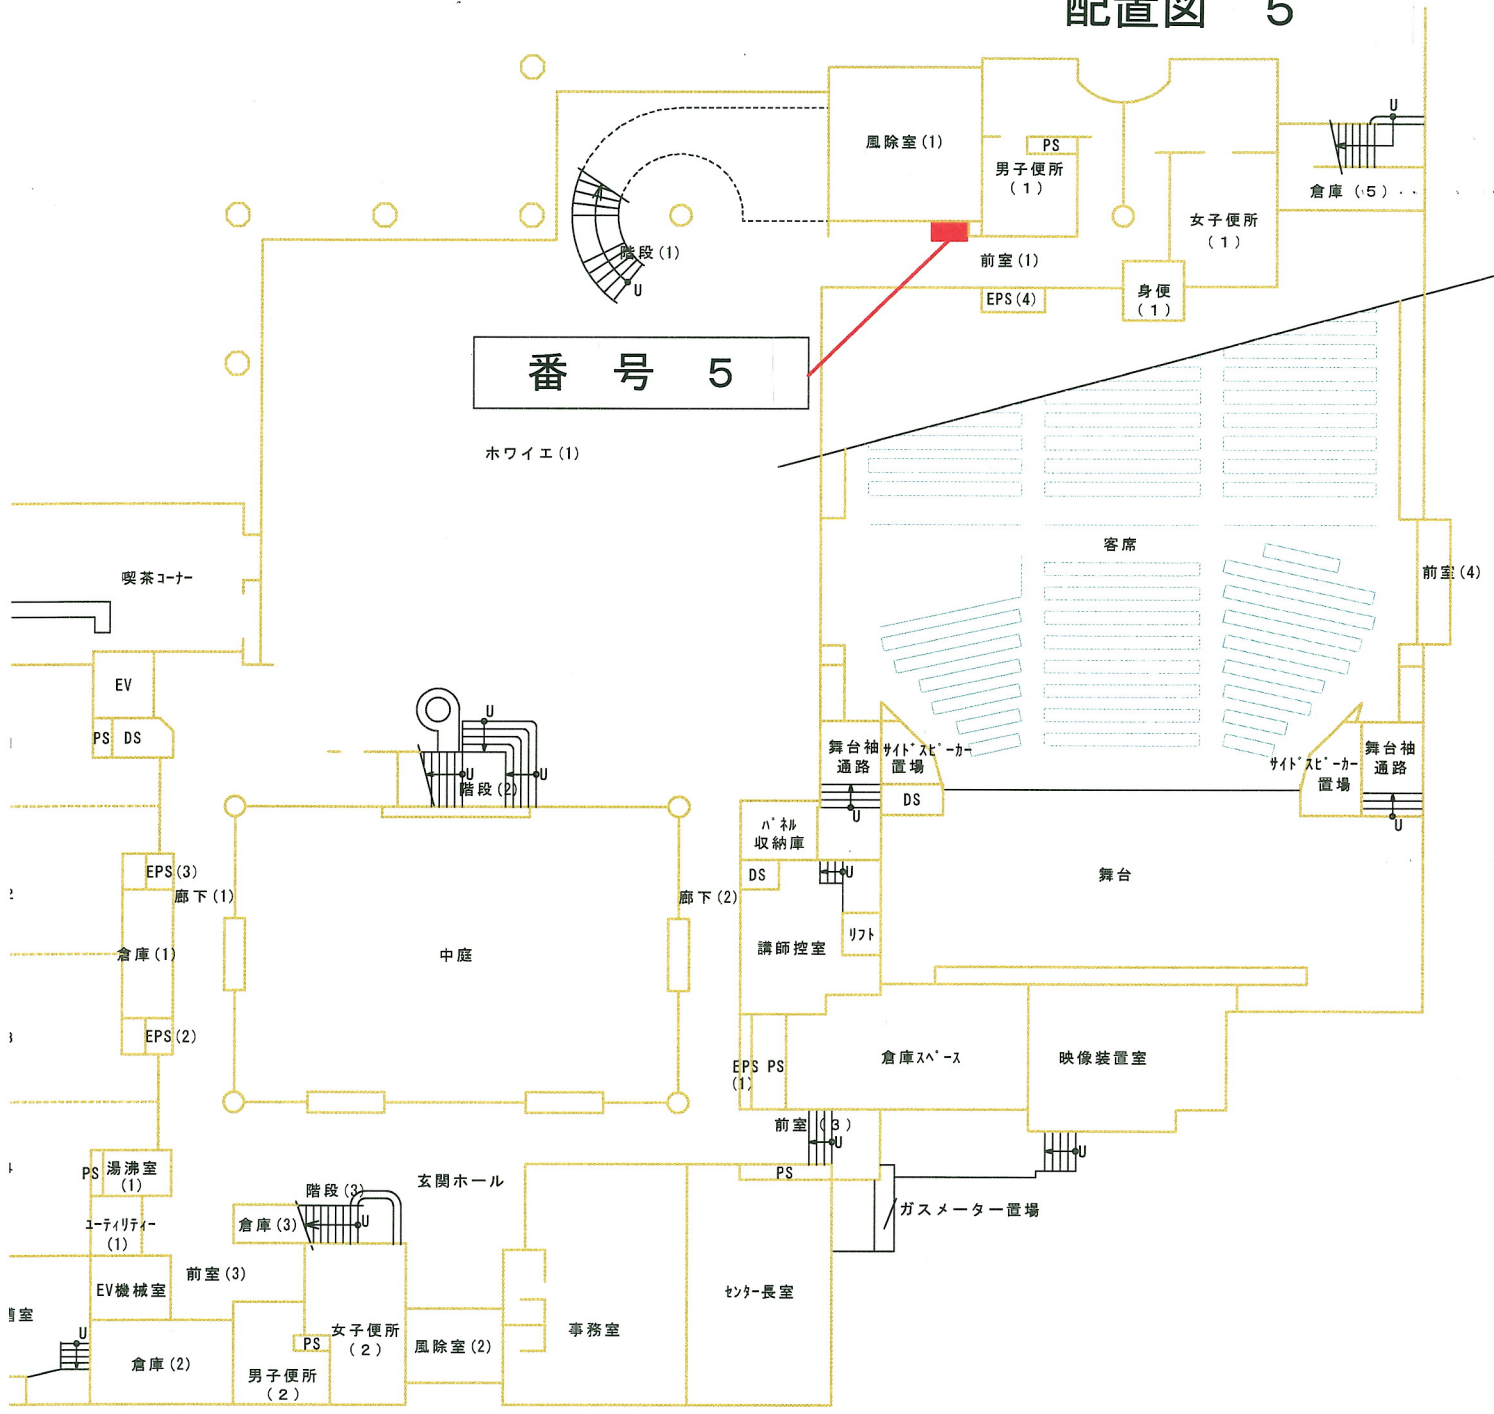 配置図 5
U
風除室(1)
PS
男子便所
(1)
倉庫(5)
女子便所
(1)
階段(1)
U
前室(1)
EPS(4)
身便
(1)
番 号 5
ホワイエ(1)
客席
前室(4)
喫茶コーナー
EV
PS DS
U
U
U
階段(2)
舞台袖
通路
サイドスピーカー
置場
サイドスピーカー
置場
舞台袖
通路
DS
U
U
パネル
収納庫
EPS(3)
DS
U
舞台
廊下(1)
廊下(2)
リフト
倉庫(1)
中庭
講師控室
EPS(2)
EPS PS
(1)
倉庫スペース
映像装置室
前室(3)
U
U
PS
湯沸室
(1)
玄関ホール
PS
階段(3)
ガスメーター置場
倉庫(3)
U
ユーティリティー
(1)
前室(3)
EV機械室
センター長室
室
U
女子便所
(2)
事務室
PS
風除室(2)
倉庫(2)
男子便所
(2)